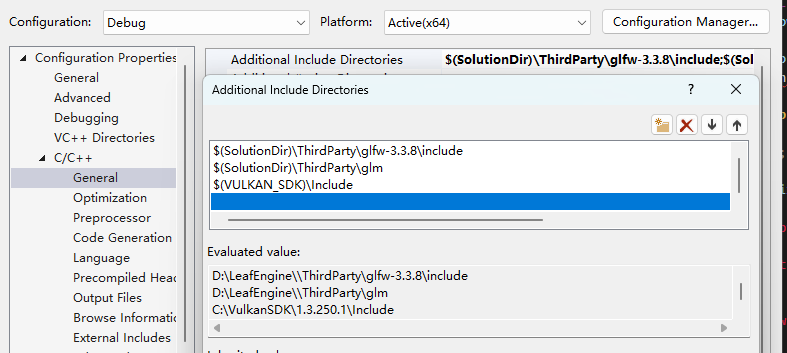 Configuration: Debug Platform: Active(x64) Configuration Manager...
Configuration Properties
General
Advanced
Debugging
VC++ Directories
C/C++
General
Optimization
Preprocessor
Code Generation
Language
Precompiled Head
Output Files
Browse Informatio
External Includes
Additional Include Directories $(SolutionDir)\ThirdParty\glfw-3.3.8\include;$(Sol
Additional Include Directories ?
$(SolutionDir)\ThirdParty\glfw-3.3.8\include
$(SolutionDir)\ThirdParty\glm
$(VULKAN_SDK)\Include
Evaluated value:
D:\LeafEngine\\ThirdParty\glfw-3.3.8\include
D:\LeafEngine\\ThirdParty\glm
C:\VulkanSDK\1.3.250.1\Include